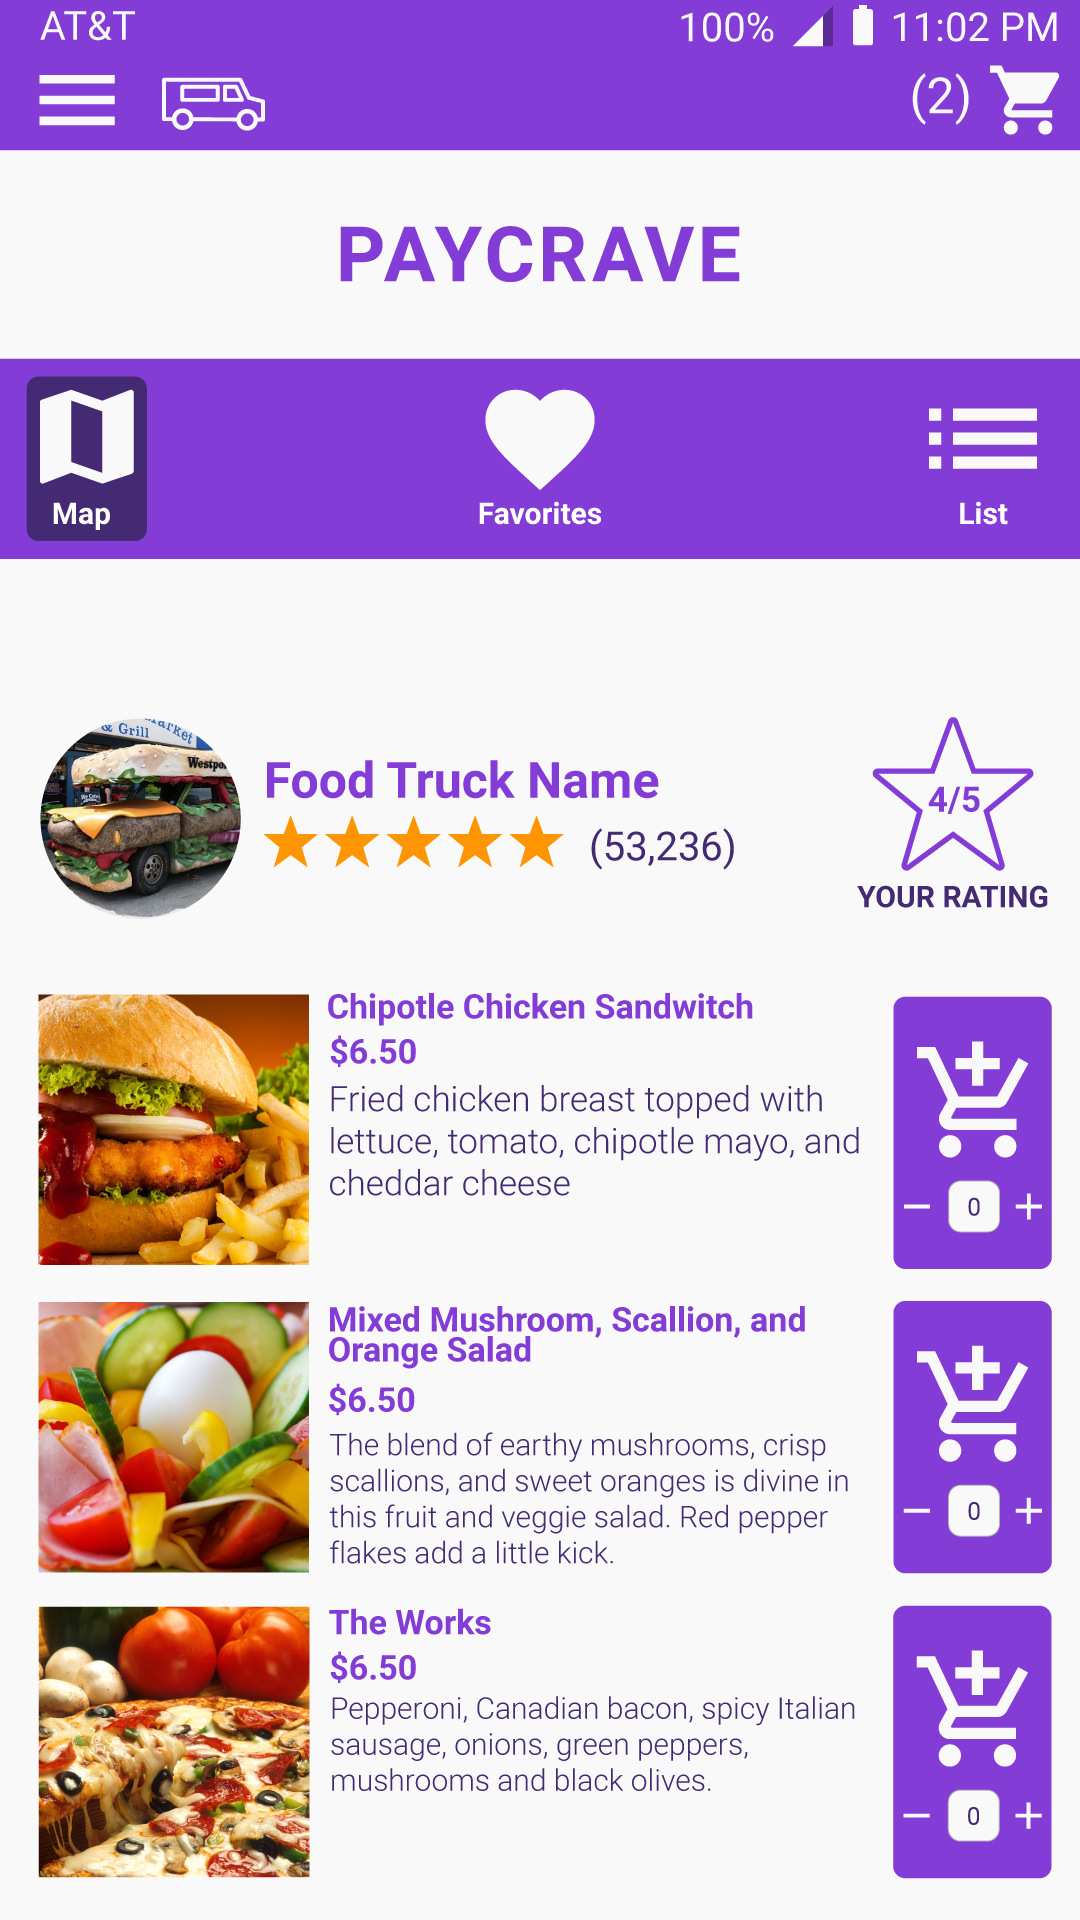 AT&T 100% 11:02 PM
(2)
PAYCRAVE
Map Favorites List
& Grill
arket
Westpo
Food Truck Name
(53,236)
4/5
YOUR RATING
Chipotle Chicken Sandwitch
$6.50
Fried chicken breast topped with
lettuce, tomato, chipotle mayo, and
cheddar cheese
0
Mixed Mushroom, Scallion, and
Orange Salad
$6.50
The blend of earthy mushrooms, crisp
scallions, and sweet oranges is divine in
this fruit and veggie salad. Red pepper
flakes add a little kick.
0
The Works
$6.50
Pepperoni, Canadian bacon, spicy Italian
sausage, onions, green peppers,
mushrooms and black olives.
0